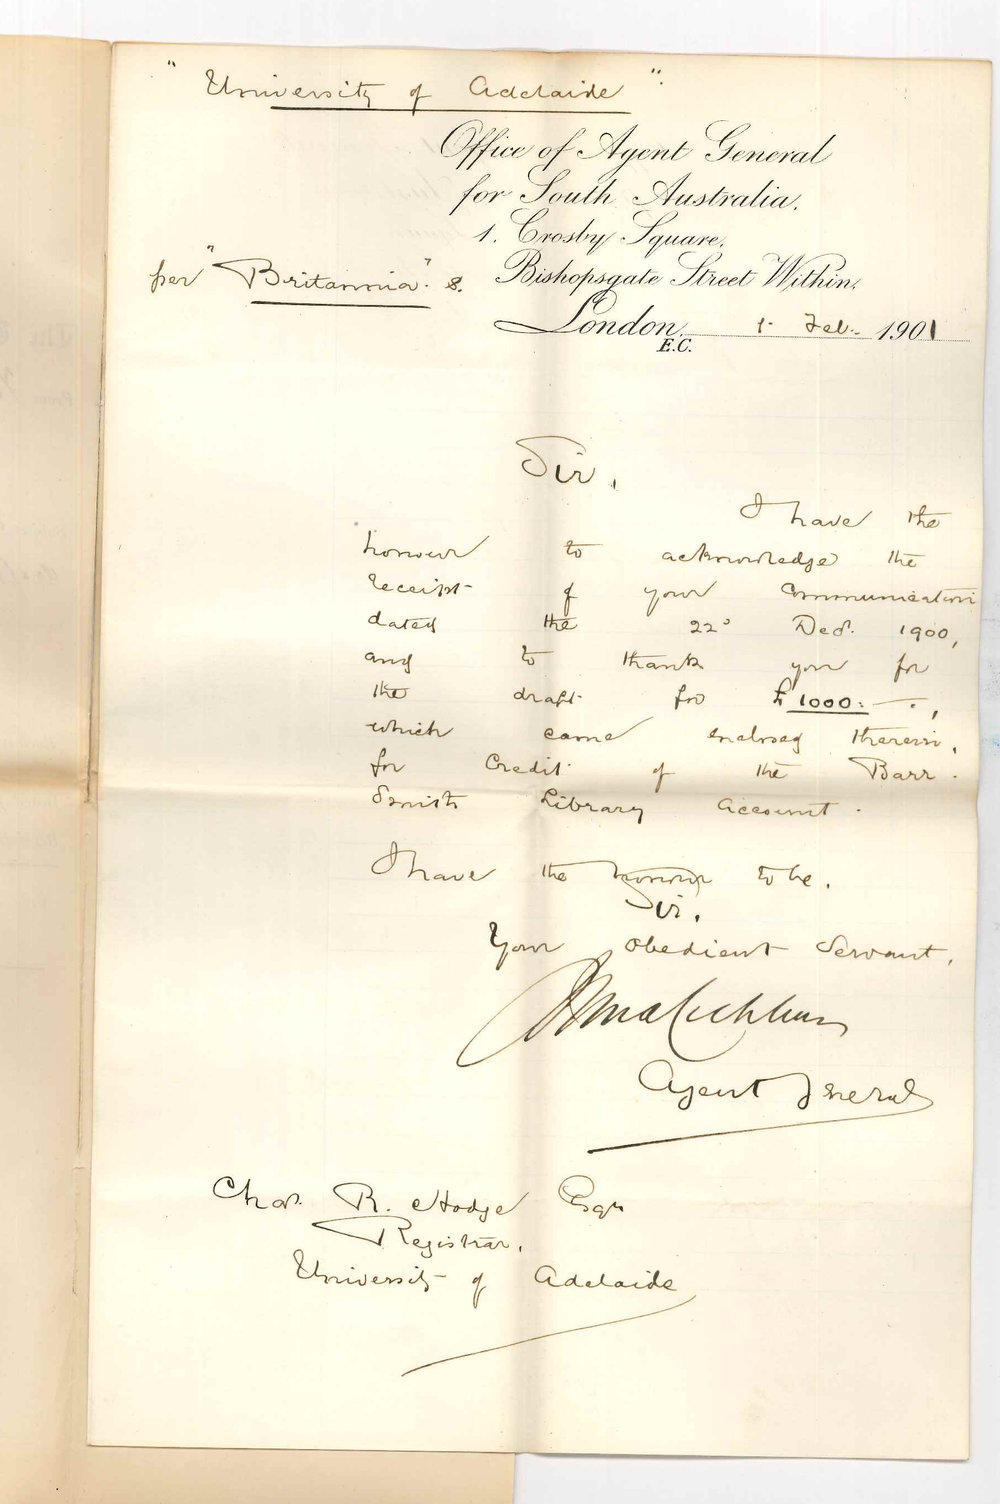 "University of Adelaide".
Office of Agent General
for South Australia.
1. Crosby Square,
per "Britannia". s. Bishopsgate Street Within,
London, 1. Feb. 1901
E.C.
Sir,
I have the
honour to acknowledge the
receipt of your communication
dated the 22d Decr. 1900,
and to thank you for
the draft for £1000.—.,
which came enclosed therein,
for Credit of the Barr
Smith Library Account.
I have the honour to be,
Sir,
Your obedient Servant,
Agent General
Chas. R. Hodge Esqre
Registrar,
University of Adelaide